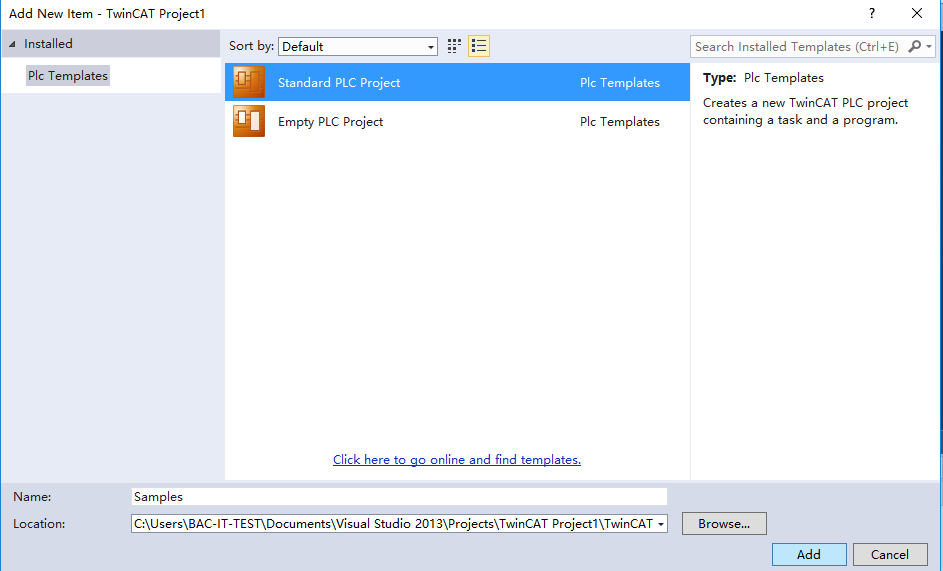 Add New Item - TwinCAT Project1
?
Installed
Plc Templates
Sort by: Default
Search Installed Templates (Ctrl+E)
Standard PLC Project Plc Templates
Empty PLC Project Plc Templates
Type: Plc Templates
Creates a new TwinCAT PLC project
containing a task and a program.
Click here to go online and find templates.
Name: Samples
Location: C:\Users\BAC-IT-TEST\Documents\Visual Studio 2013\Projects\TwinCAT Project1\TwinCAT Browse...
Add Cancel